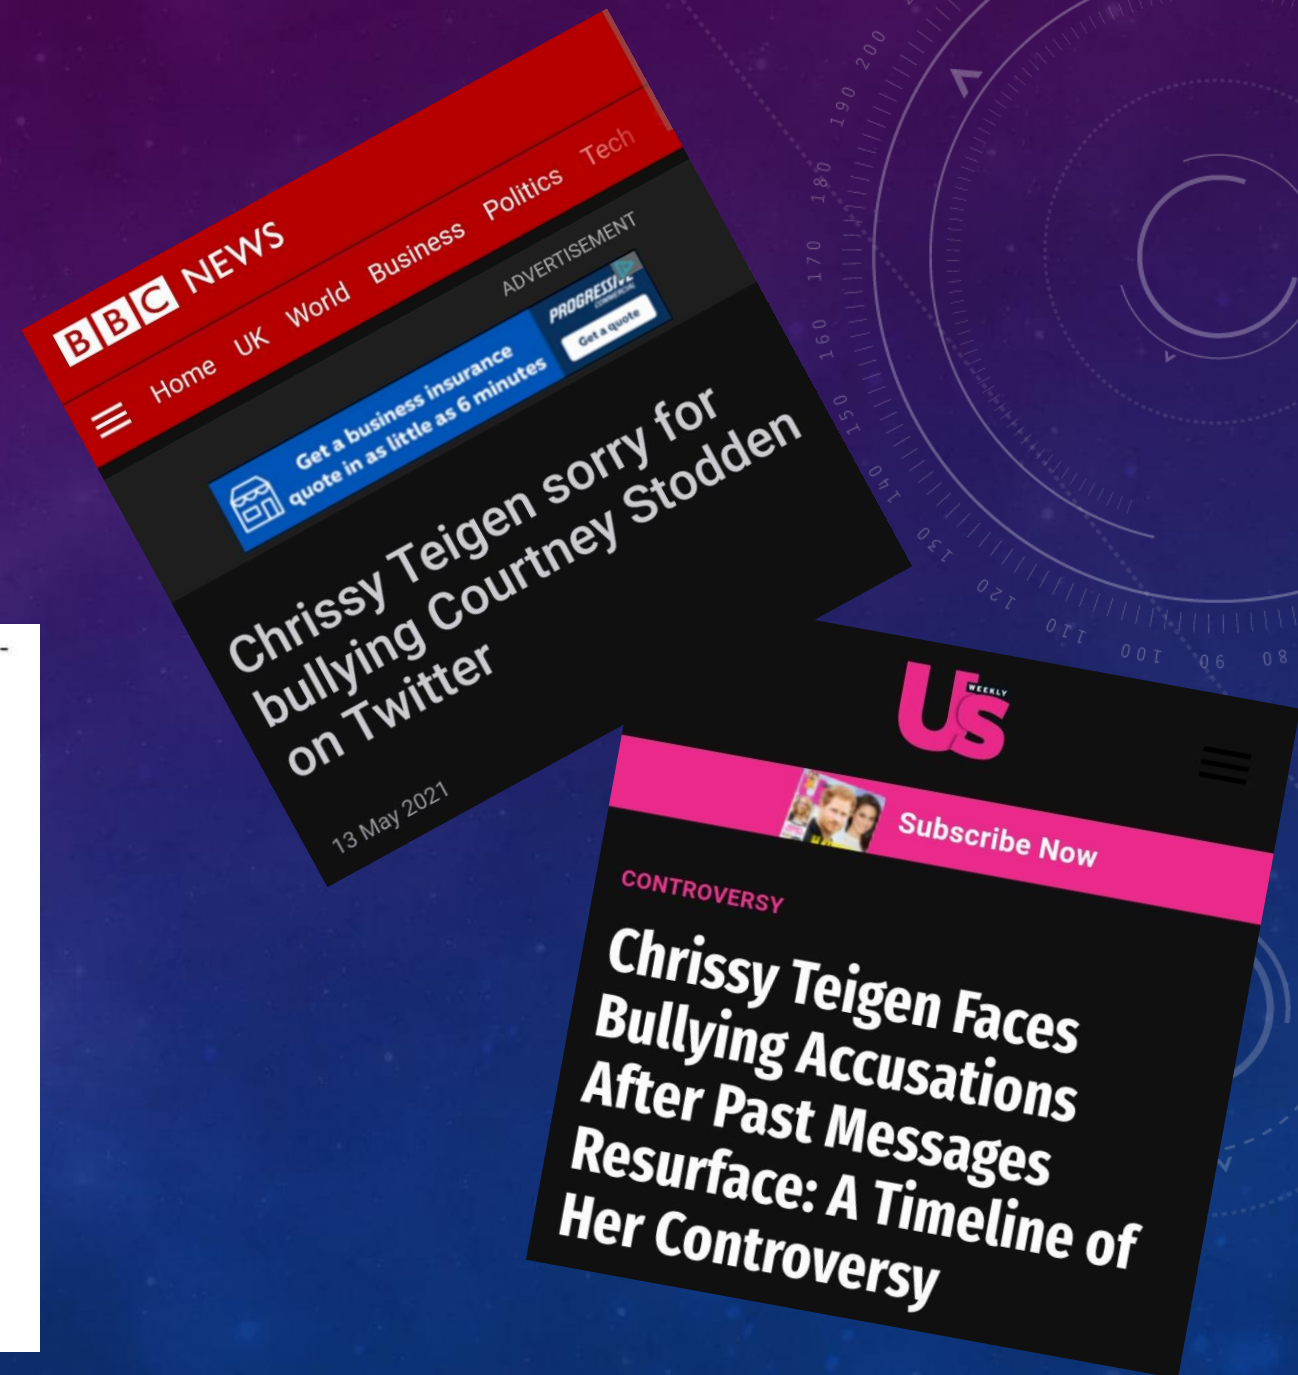 BBC NEWS
Home UK World Business Politics Tech
ADVERTISEMENT
Get a business insurance
quote in as little as 6 minutes
PROGRESSIVE
COMMERCIAL
Get a quote
Chrissy Teigen sorry for
bullying Courtney Stodden
on Twitter
13 May 2021
200
190
180
170
160
150
140
130
120
110
100
90
80
-
Us
WEEKLY
Subscribe Now
CONTROVERSY
Chrissy Teigen Faces
Bullying Accusations
After Past Messages
Resurface: A Timeline of
Her Controversy